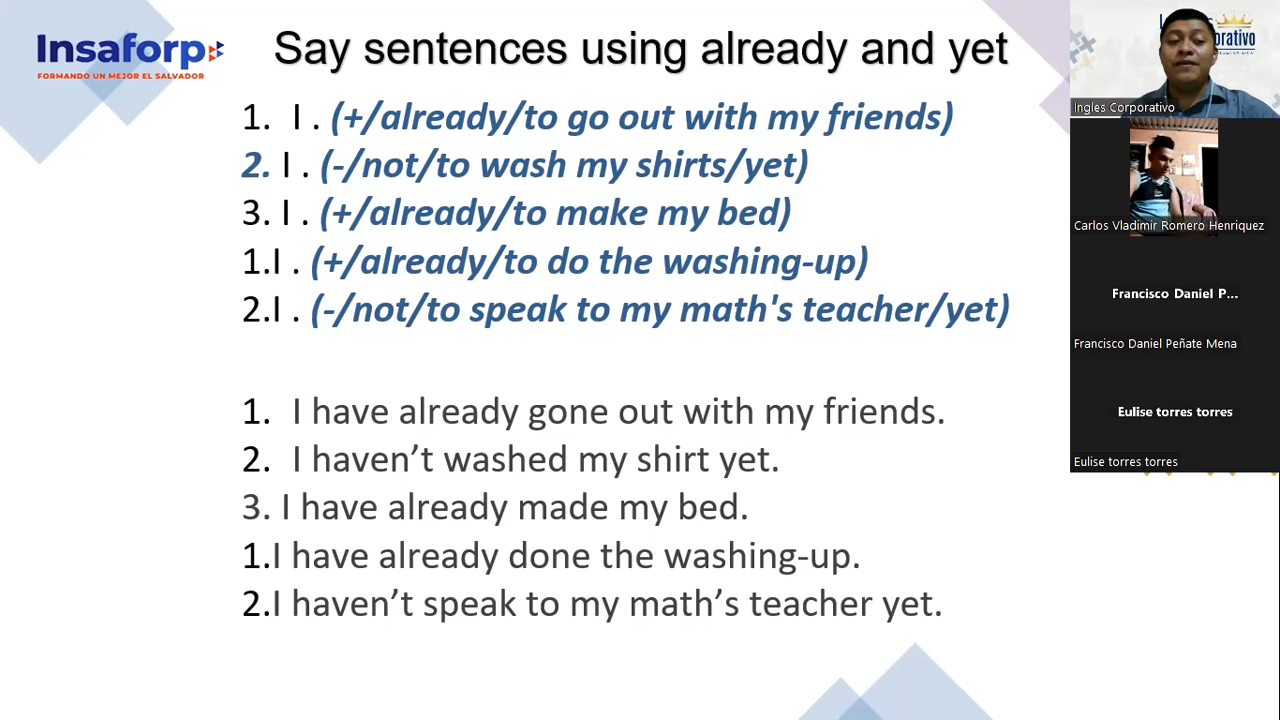 Insaforp
FORMANDO UN MEJOR EL SALVADOR
Say sentences using already and yet
1. I . (+/already/to go out with my friends)
2. I . (-/not/to wash my shirts/yet)
3. I . (+/already/to make my bed)
1.I . (+/already/to do the washing-up)
2.I . (-/not/to speak to my math's teacher/yet)
1. I have already gone out with my friends.
2. I haven’t washed my shirt yet.
3. I have already made my bed.
1.I have already done the washing-up.
2.I haven’t speak to my math’s teacher yet.
Ingles Corporativo
Carlos Vladimir Romero Henriquez
Francisco Daniel P...
Francisco Daniel Peñate Mena
Eulise torres torres
Eulise torres torres